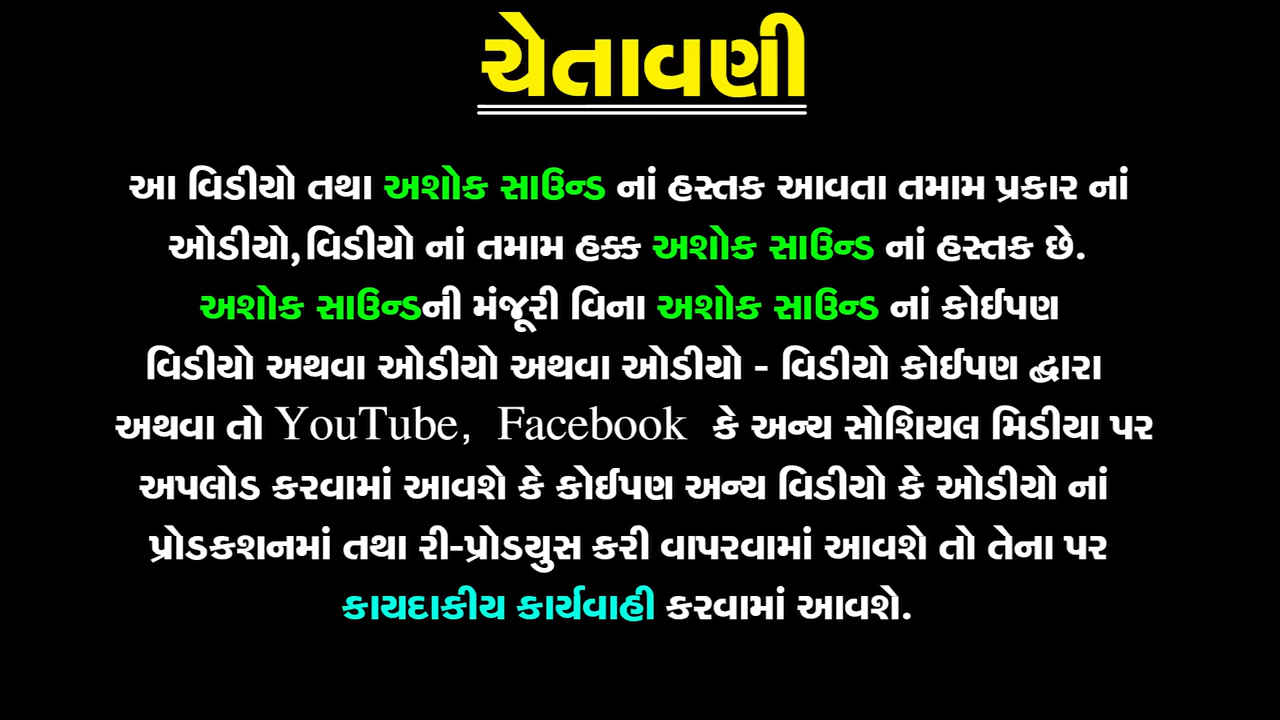 ચેતાવણી
આ વિડીયો તથા અશોક સાઉન્ડ નાં હસ્તક આવતા તમામ પ્રકાર નાં
ઓડીયો,વિડીયો નાં તમામ હક્ક અશોક સાઉન્ડ નાં હસ્તક છે.
અશોક સાઉન્ડની મંજૂરી વિના અશોક સાઉન્ડ નાં કોઈપણ
વિડીયો અથવા ઓડીયો અથવા ઓડીયો - વિડીયો કોઈપણ દ્વારા
અથવા તો YouTube, Facebook કે અન્ય સોશિયલ મિડીયા પર
અપલોડ કરવામાં આવશે કે કોઈપણ અન્ય વિડીયો કે ઓડીયો નાં
પ્રોડકશનમાં તથા રી-પ્રોડયુસ કરી વાપરવામાં આવશે તો તેના પર
કાયદાકીય કાર્યવાહી કરવામાં આવશે.